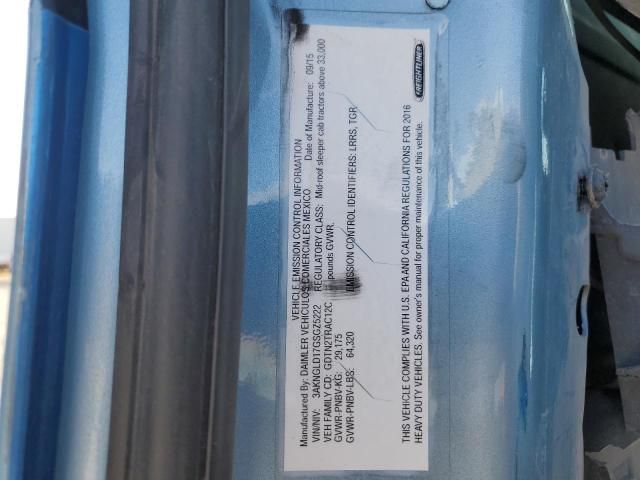 VEHICLE EMISSION CONTROL INFORMATION
Manufactured By: DAIMLER VEHICULOS COMERCIALES MEXICO Date of Manufacture: 09/15
VIN/NIV: 3AKNGLD17GSGZ5222 REGULATORY CLASS: Mid-roof sleeper cab tractors above 33,000
VEH FAMILY CD: GDTN2TRAC12C pounds GVWR.
GVWR-PNBV-KG: 29,175
GVWR-PNBV-LBS: 64,320 EMISSION CONTROL IDENTIFIERS: LRRS, TGR
THIS VEHICLE COMPLIES WITH U.S. EPA AND CALIFORNIA REGULATIONS FOR 2016
HEAVY DUTY VEHICLES. See owner's manual for proper maintenance of this vehicle.
FREIGHTLINER